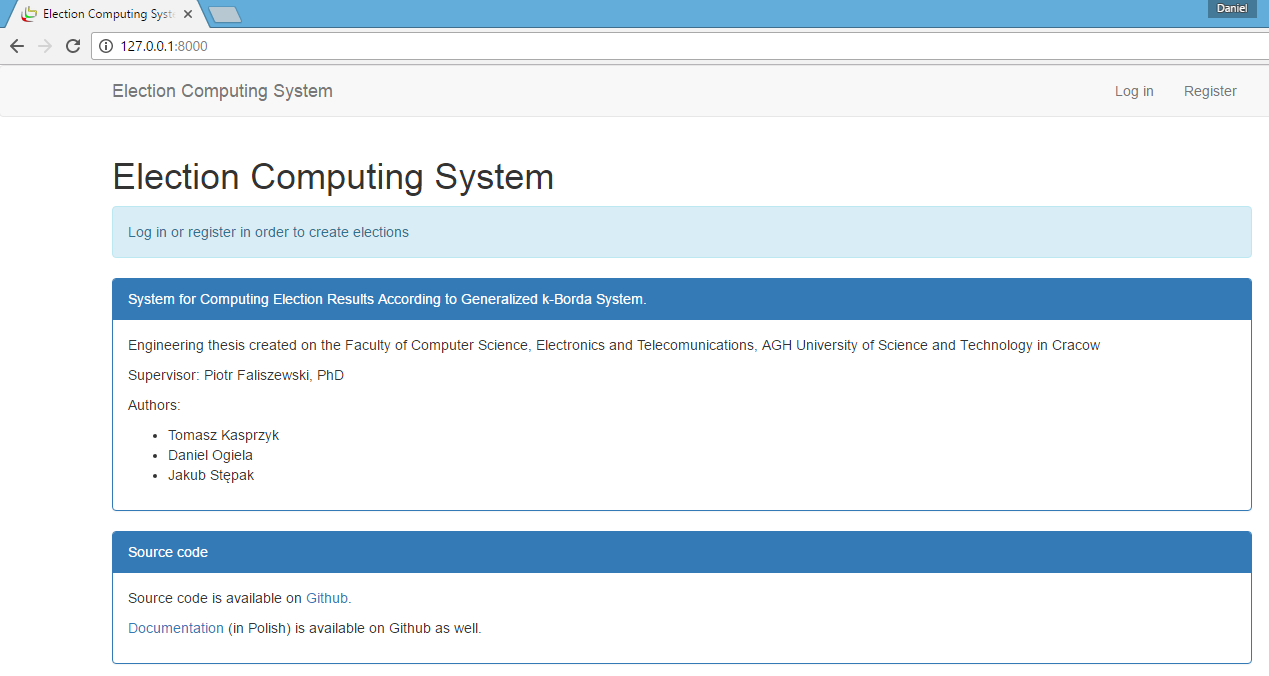 Election Computing Syst
Daniel
127.0.0.1:8000
Election Computing System
Log in
Register
Election Computing System
Log in or register in order to create elections
System for Computing Election Results According to Generalized k-Borda System.
Engineering thesis created on the Faculty of Computer Science, Electronics and Telecomunications, AGH University of Science and Technology in Cracow
Supervisor: Piotr Faliszewski, PhD
Authors:
• Tomasz Kasprzyk
• Daniel Ogiela
• Jakub Stępak
Source code
Source code is available on Github.
Documentation (in Polish) is available on Github as well.